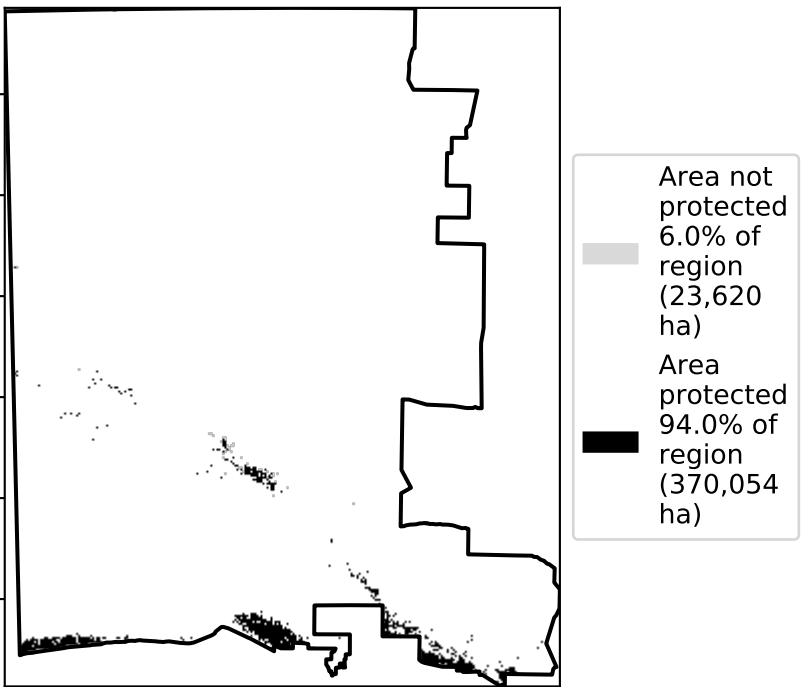 Area not
protected
6.0% of
region
(23,620
ha)
Area
protected
94.0% of
region
(370,054
ha)